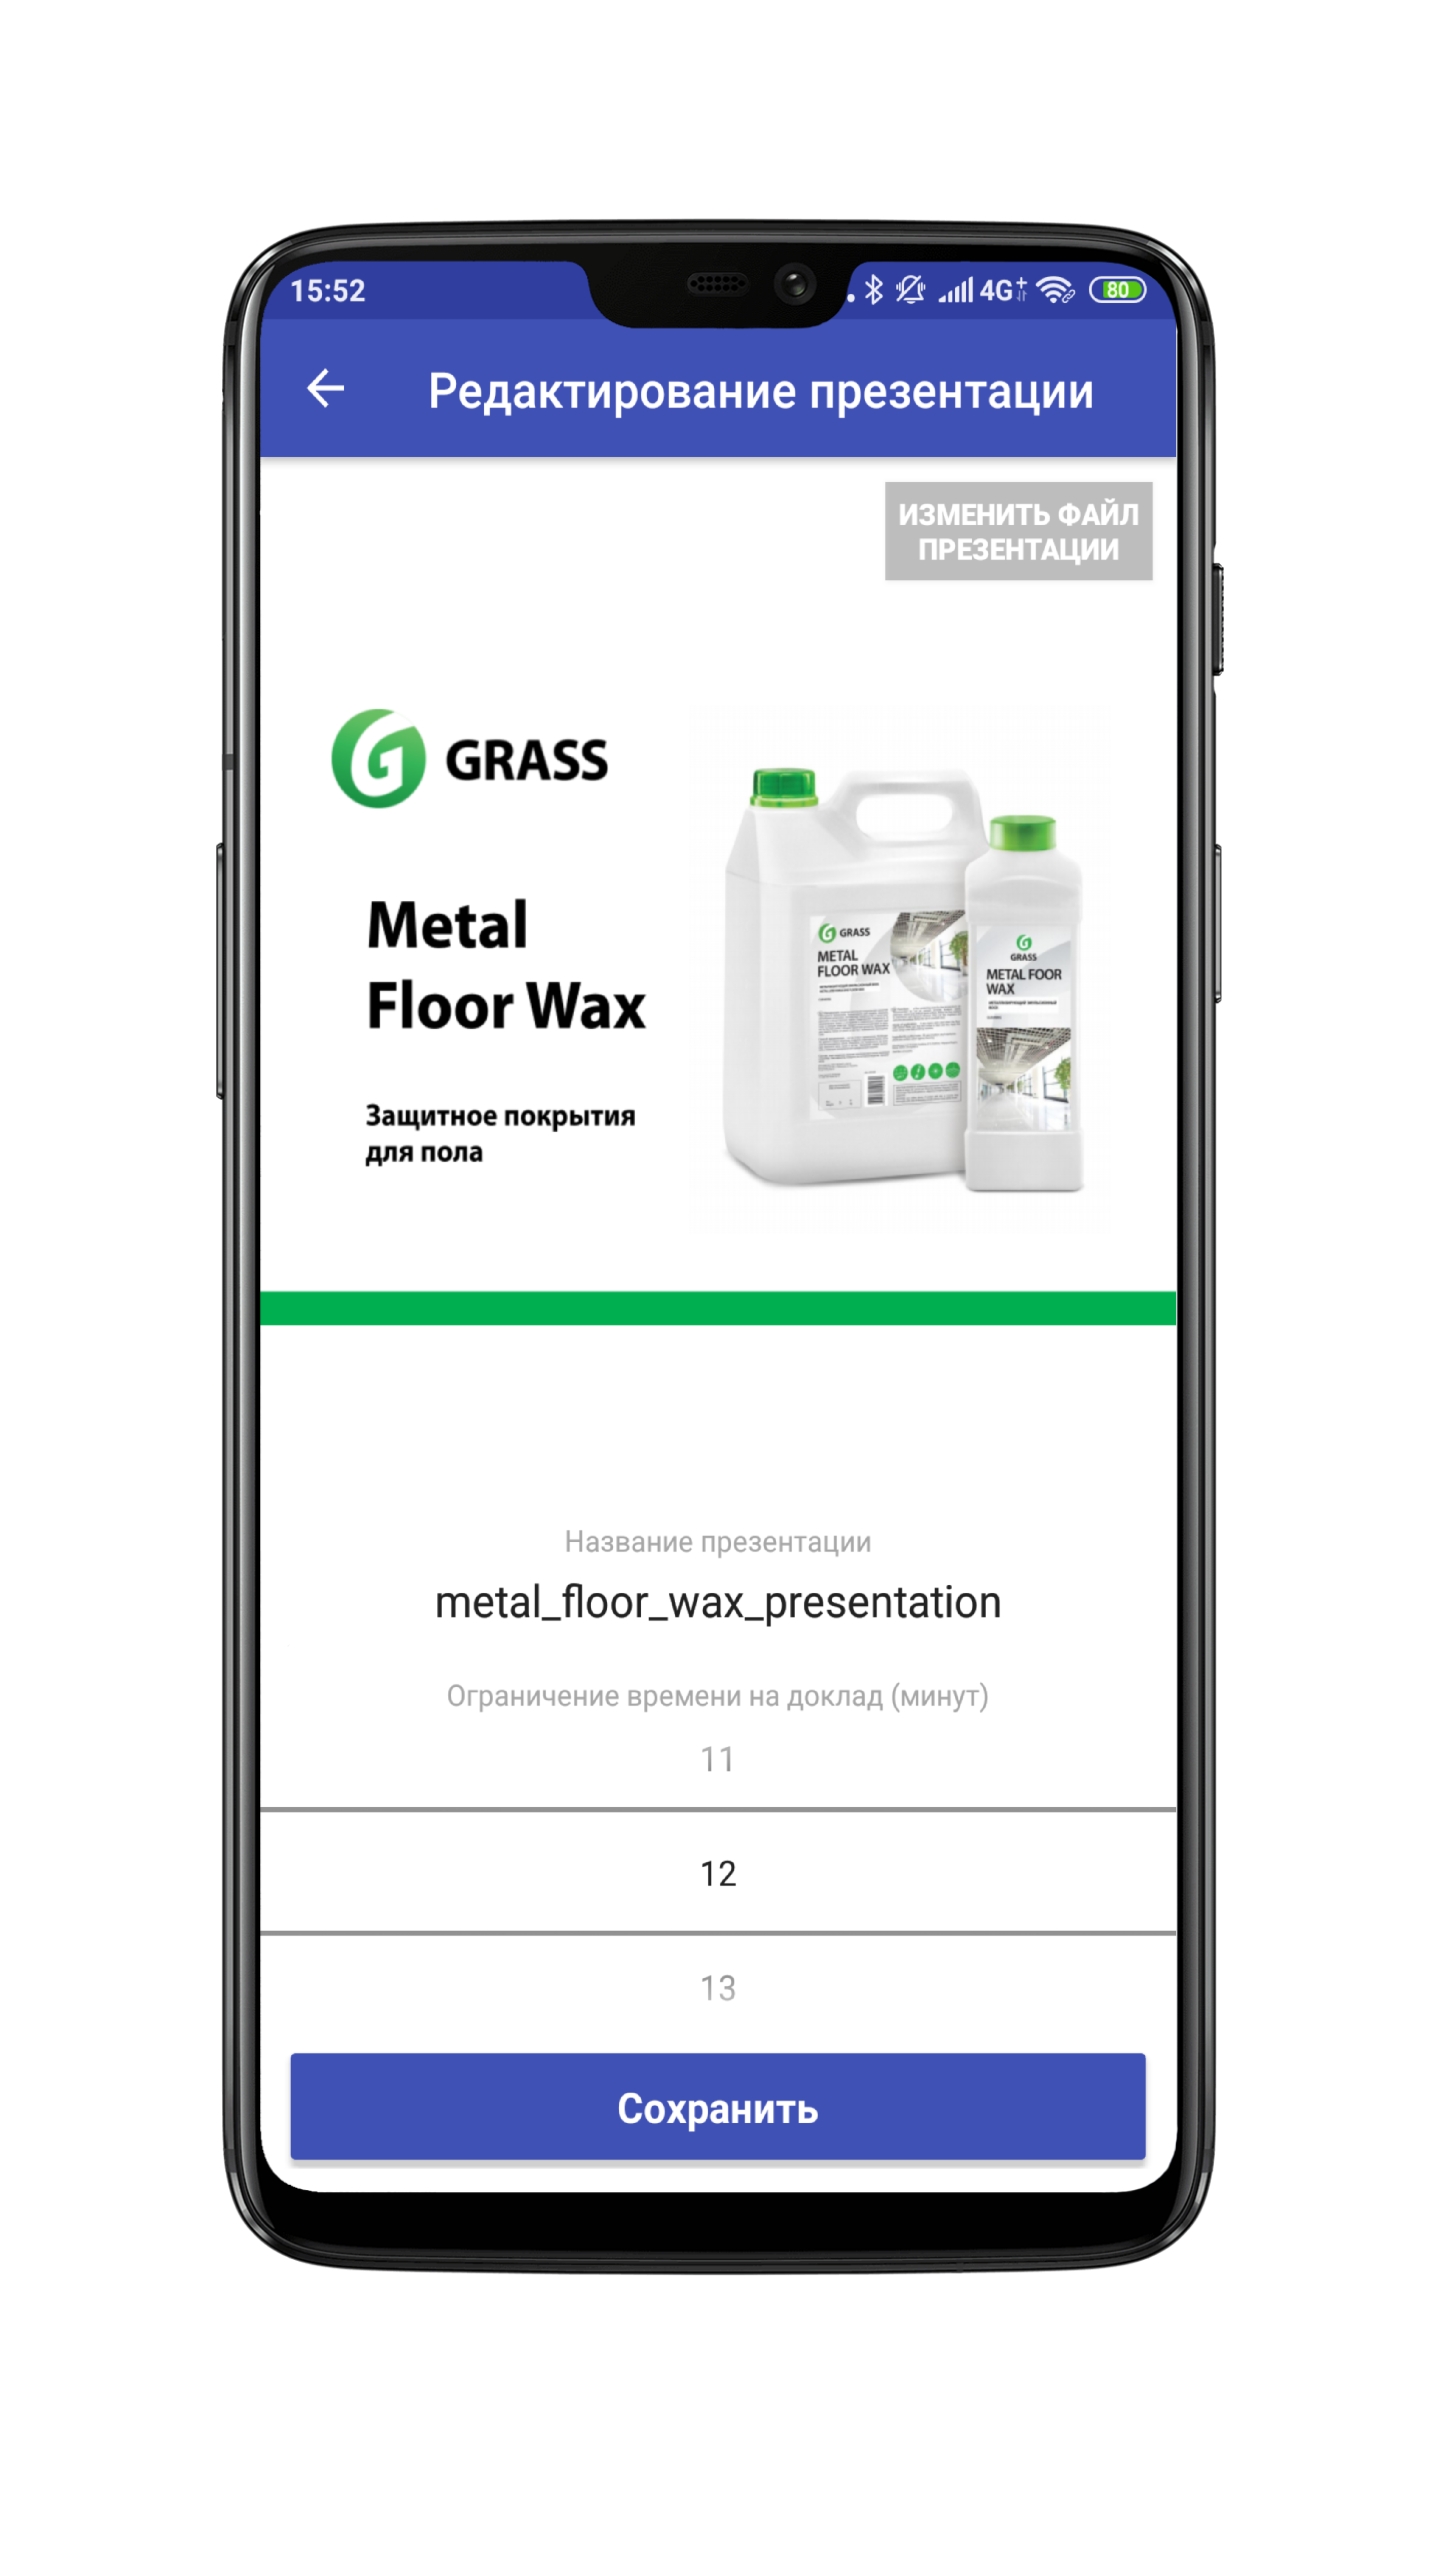 15:52
4G+
80
Редактирование презентации
ИЗМЕНИТЬ ФАЙЛ
ПРЕЗЕНТАЦИИ
GRASS
Metal
Floor Wax
Защитное покрытия
для пола
GRASS
METAL
FLOOR WAX
GRASS
METAL FOOR
WAX
Название презентации
metal_floor_wax_presentation
Ограничение времени на доклад (минут)
11
12
13
Сохранить